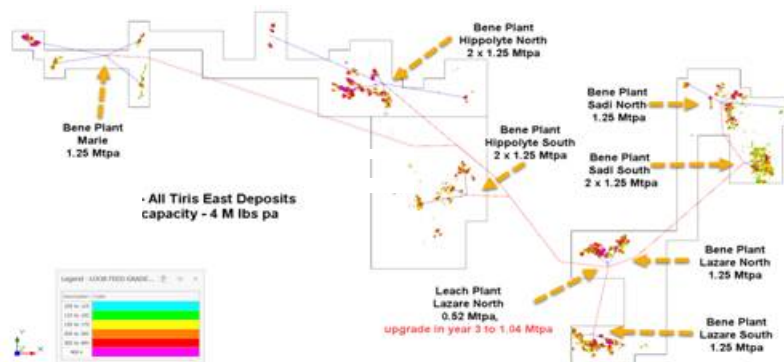 Bene Plant
Hippolyte North
2 x 1.25 Mtpa
Bene Plant
Marie
1.25 Mtpa
Bene Plant
Sadi North
1.25 Mtpa
Bene Plant
Hippolyte South
2 x 1.25 Mtpa
Bene Plant
Sadi South
2 x 1.25 Mtpa
- All Tiris East Deposits
capacity - 4 M lbs pa
Bene Plant
Lazare North
1.25 Mtpa
Leach Plant
Lazare North
0.52 Mtpa,
upgrade in year 3 to 1.04 Mtpa
Bene Plant
Lazare South
1.25 Mtpa